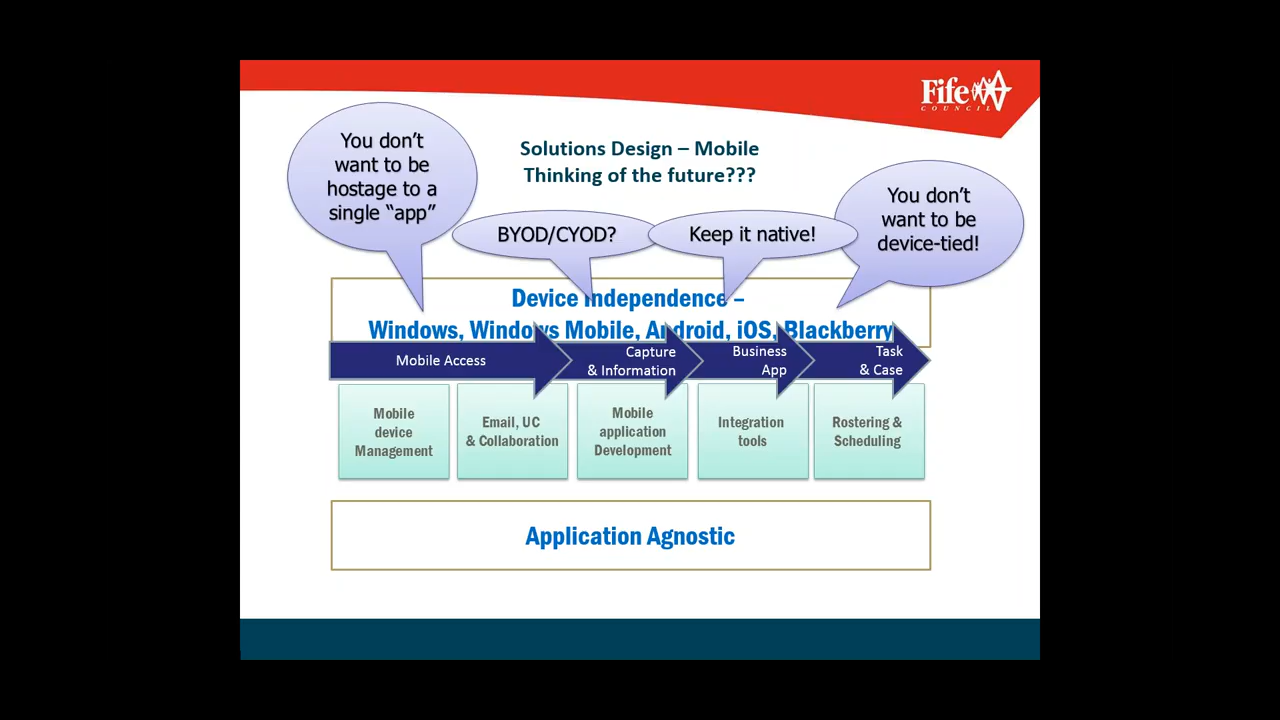 Fife
COUNCIL
Solutions Design – Mobile
Thinking of the future???
You don’t
want to be
hostage to a
single “app”
BYOD/CYOD?
Keep it native!
You don’t
want to be
device-tied!
Device Independence –
Windows, Windows Mobile, Android, iOS, Blackberry
Mobile Access
Capture
& Information
Business
App
Task
& Case
Mobile
device
Management
Email, UC
& Collaboration
Mobile
application
Development
Integration
tools
Rostering &
Scheduling
Application Agnostic